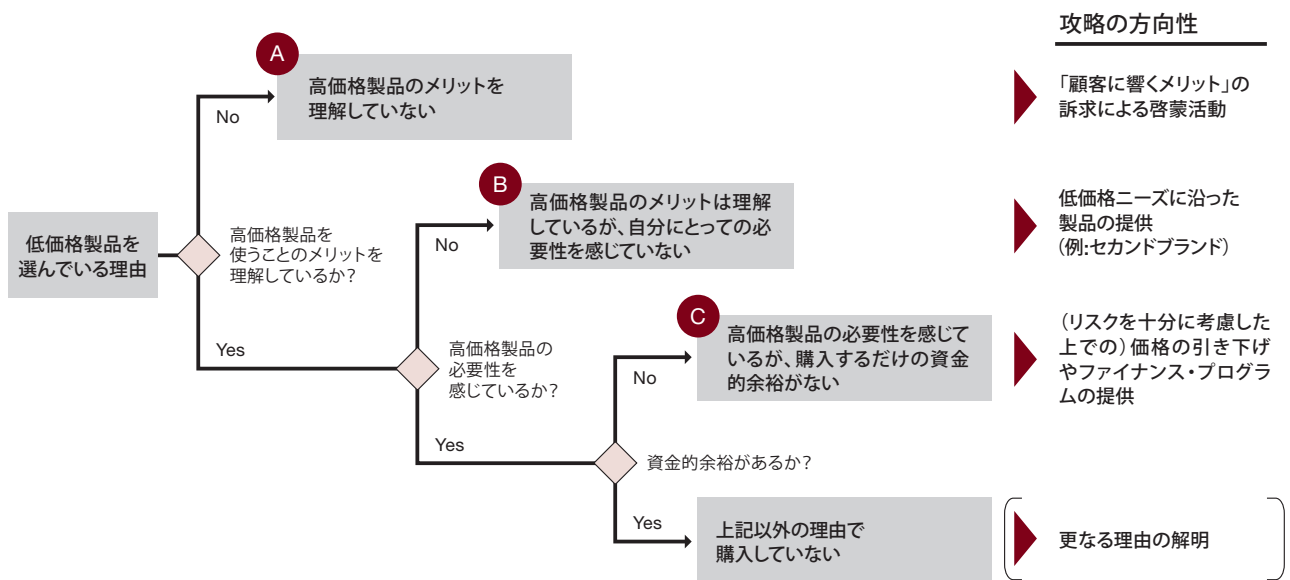 攻略の方向性
A
高価格製品のメリットを
理解していない
「顧客に響くメリット」の
訴求による啓蒙活動
No
B
高価格製品のメリットは理解
しているが、自分にとっての必
要性を感じていない
低価格ニーズに沿った
製品の提供
（例:セカンドブランド）
No
低価格製品を
選んでいる理由
高価格製品を
使うことのメリットを
理解しているか？
Yes
C
高価格製品の必要性を感じて
いるが、購入するだけの資金
的余裕がない
（リスクを十分に考慮した
上での）価格の引き下げ
やファイナンス・プログラ
ムの提供
高価格製品の
必要性を
感じているか？
No
Yes
資金的余裕があるか？
Yes
上記以外の理由で
購入していない
更なる理由の解明